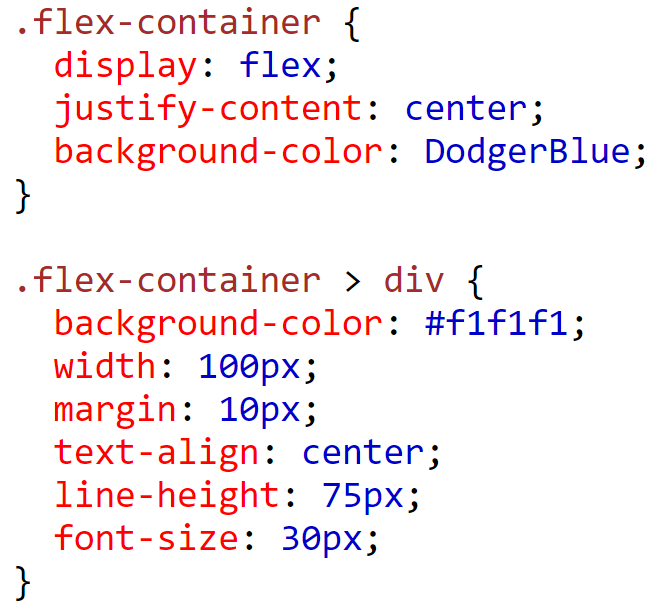 .flex-container {
  display: flex;
  justify-content: center;
  background-color: DodgerBlue;
}

.flex-container > div {
  background-color: #f1f1f1;
  width: 100px;
  margin: 10px;
  text-align: center;
  line-height: 75px;
  font-size: 30px;
}